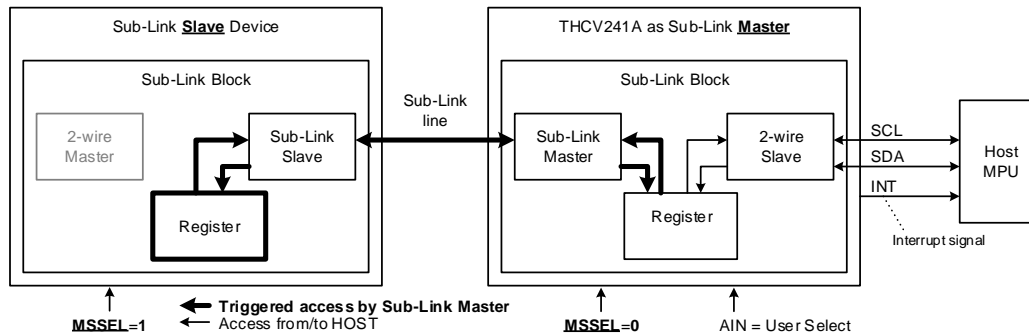 Sub-Link Slave Device
Sub-Link Block
2-wire
Master
Sub-Link
Slave
Register
Sub-Link
line
THCV241A as Sub-Link Master
Sub-Link Block
Sub-Link
Master
2-wire
Slave
Register
SCL
SDA
INT
Host
MPU
Interrupt signal
MSSEL=1
Triggered access by Sub-Link Master
Access from/to HOST
MSSEL=0
AIN = User Select